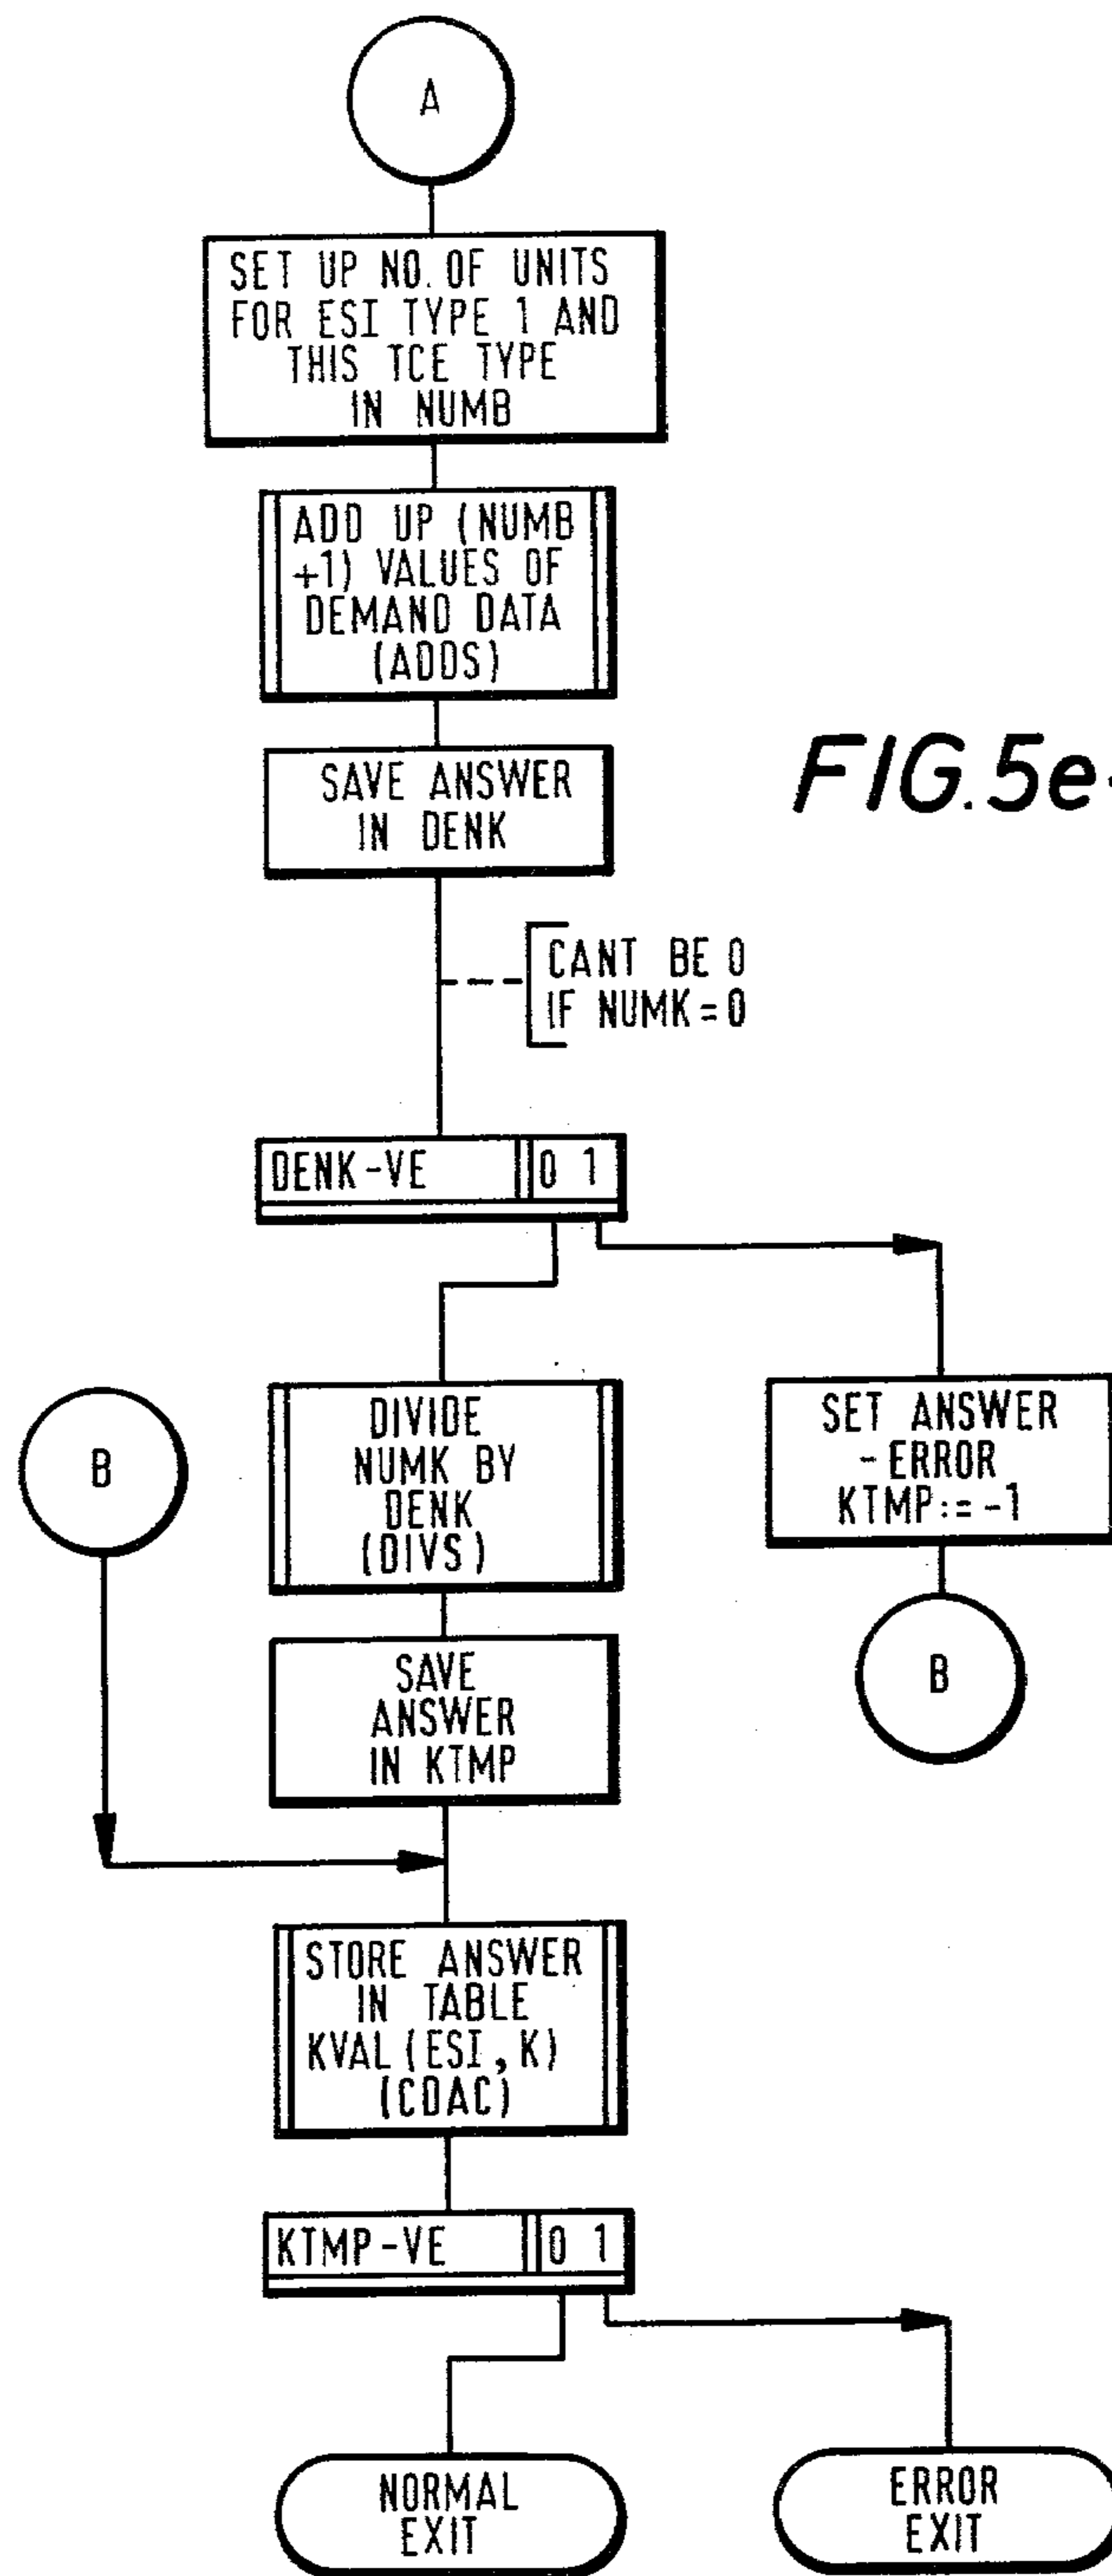 A
SET UP NO. OF UNITS
FOR ESI TYPE 1 AND
THIS TCE TYPE
IN NUMB
ADD UP (NUMB
+1) VALUES OF
DEMAND DATA
(ADDS)
SAVE ANSWER
IN DENK
FIG.5e-
CANT BE 0
IF NUMK=0
DENK-VE 0 1
DIVIDE
NUMK BY
DENK
(DIVS)
SET ANSWER
-ERROR
KTMP:=-1
B
B
SAVE
ANSWER
IN KTMP
STORE ANSWER
IN TABLE
KVAL (ESI,K)
(CDAC)
KTMP-VE 0 1
NORMAL
EXIT
ERROR
EXIT